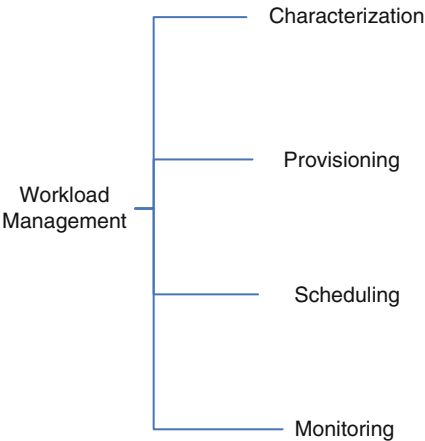 Characterization
Provisioning
Workload
Management
Scheduling
Monitoring